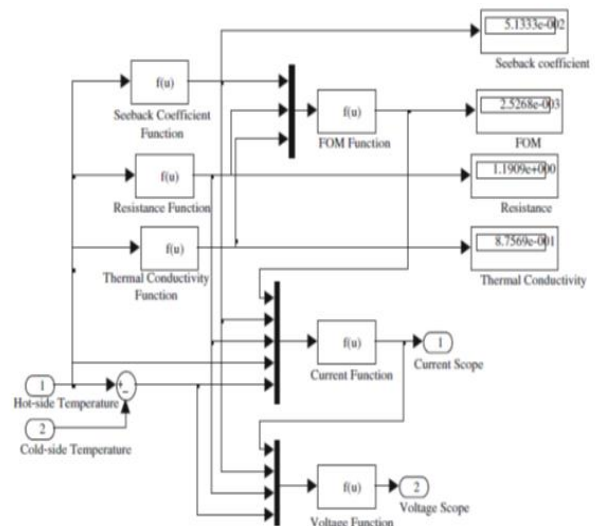 5.1333e-002
Seeback coefficient
f(u)
Seeback Coefficient
Function
f(u)
FOM Function
2.5268e-003
FOM
f(u)
Resistance Function
1.1909e+000
Resistance
f(u)
Thermal Conductivity
Function
8.7569e-001
Thermal Conductivity
f(u)
Current Function
1
Current Scope
1
Hot-side Temperature
2
Cold-side Temperature
f(u)
Voltage Function
2
Voltage Scope